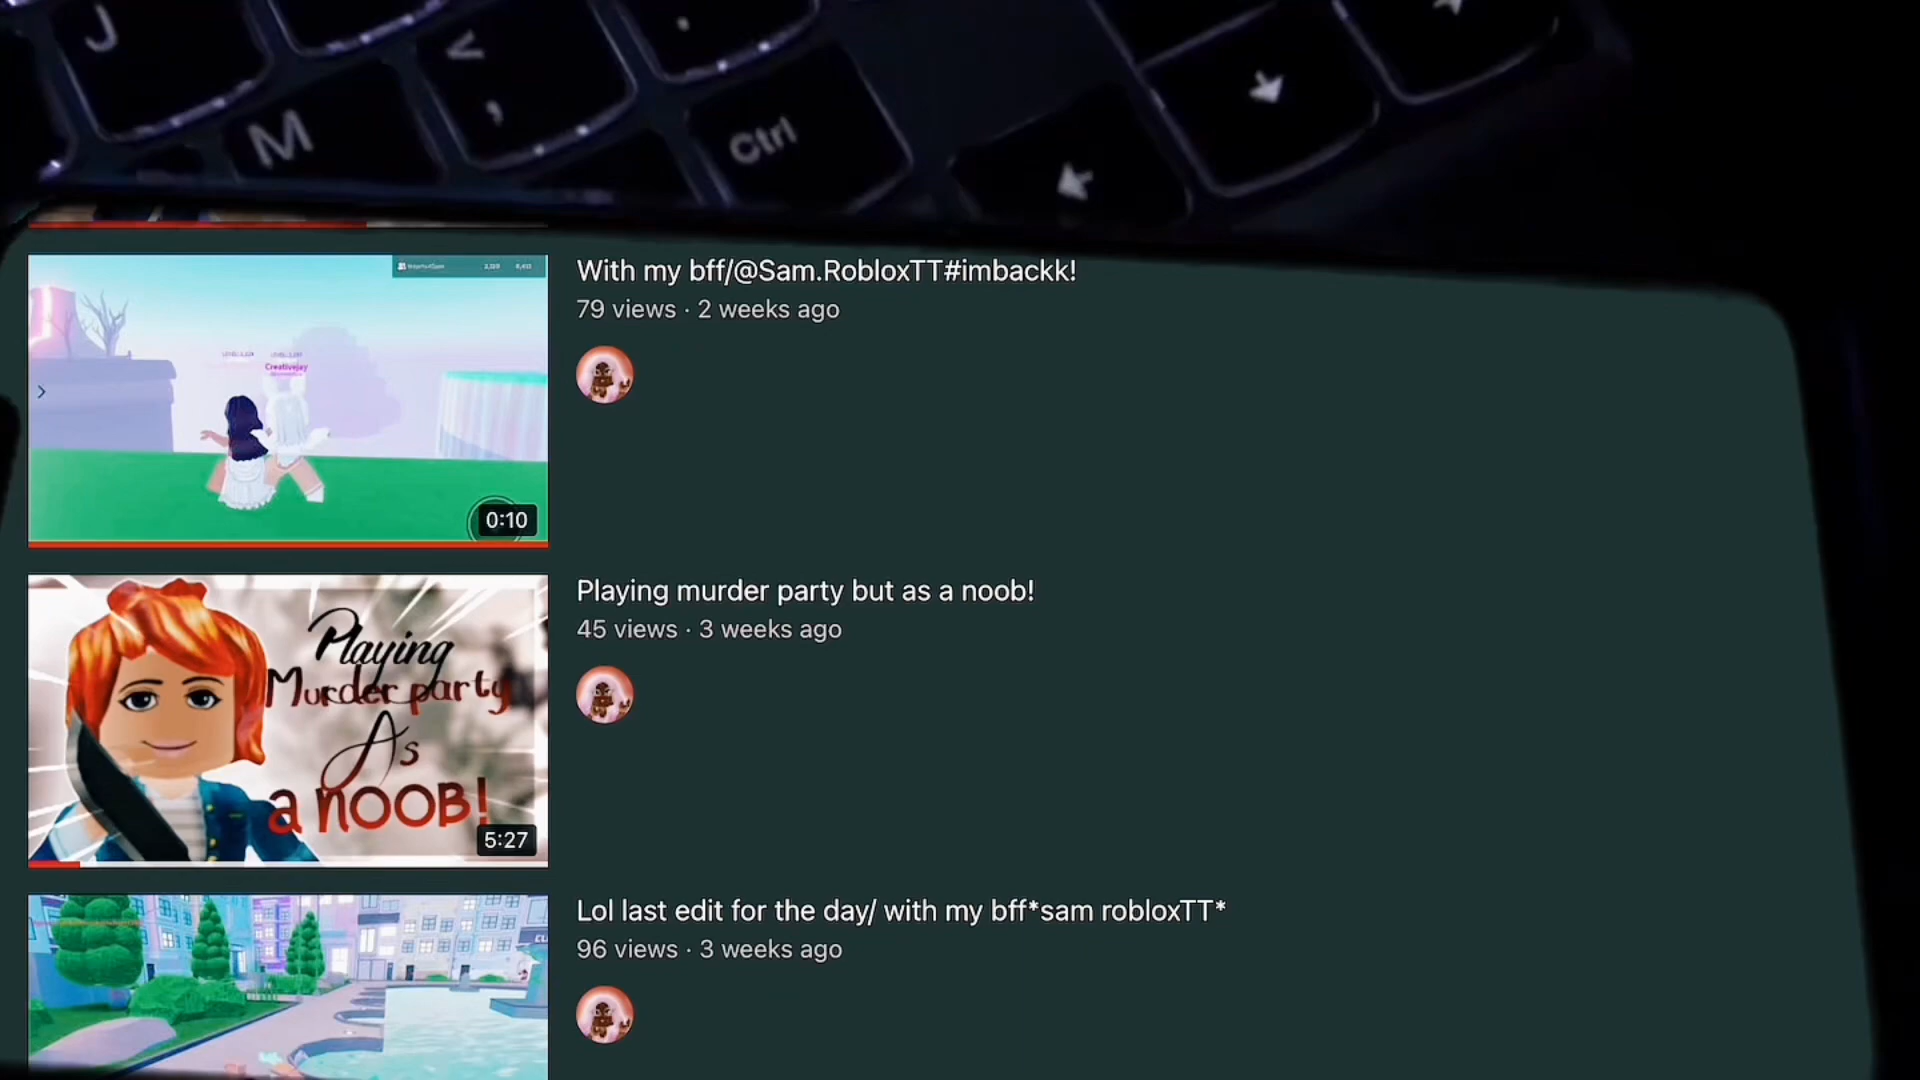 J
M
,
.
Ctrl
With my bff/@Sam.RobloxTT#imbackk!
79 views · 2 weeks ago
Creativejay
0:10
Playing murder party but as a noob!
45 views · 3 weeks ago
Playing
Murder party
As
a noob!
5:27
Lol last edit for the day/ with my bff*sam robloxTT*
96 views · 3 weeks ago